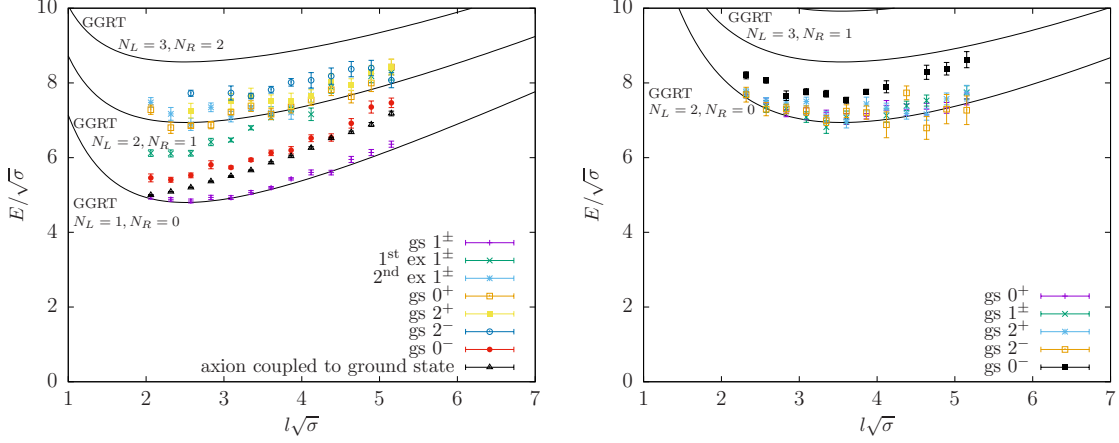 10
8
6
4
2
0
E/√σ
1 2 3 4 5 6 7
l√σ
GGRT
N_L = 3, N_R = 2
GGRT
N_L = 2, N_R = 1
GGRT
N_L = 1, N_R = 0
gs 1^±
1^st ex 1^±
2^nd ex 1^±
gs 0^+
gs 2^+
gs 2^−
gs 0^−
axion coupled to ground state
10
8
6
4
2
0
E/√σ
1 2 3 4 5 6 7
l√σ
GGRT
N_L = 3, N_R = 1
GGRT
N_L = 2, N_R = 0
gs 0^+
gs 1^±
gs 2^+
gs 2^−
gs 0^−